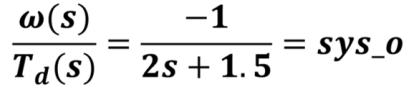 ω(s)/T_d(s) = -1/(2s + 1.5) = sys_o